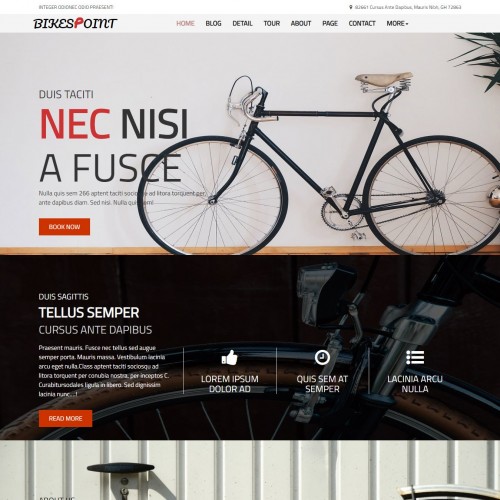 INTEGER ODIONEC ODIO PRAESENT!
82661 Cursus Ante Dapibus, Mauris Nisl, GH 72863
BIKESPOINT
HOME BLOG DETAIL TOUR ABOUT PAGE CONTACT MORE
DUIS TACITI
NEC NISI
A FUSCE
Nulla quis sem 266 aptent taciti sociosqu ad litora torquent per
ante dapibus diam. Sed nisi. Nulla quis sem!
BOOK NOW
DUIS SAGITTIS
TELLUS SEMPER
CURSUS ANTE DAPIBUS
Praesent mauris. Fusce nec tellus sed augue
semper porta. Mauris massa. Vestibulum lacinia
arcu eget nulla.Class aptent taciti sociosqu ad
litora torquent per conubia nostra, per inceptos C.
Curabitursodales ligula in libero. Sed dignissim
lacinia nunc...!
READ MORE
LOREM IPSUM
DOLOR AD
QUIS SEM AT
SEMPER
LACINIA ARCU
NULLA
ABOUT US